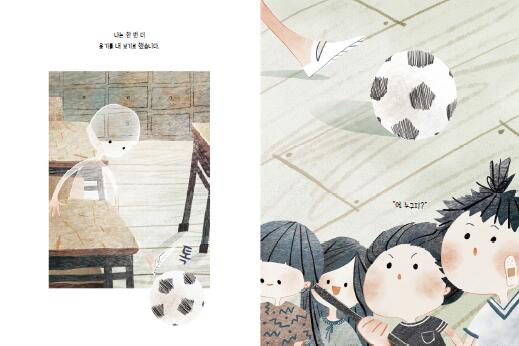 나는 한 번 더
용기를 내 보기로 했습니다.
뻥
"어, 누구지?"